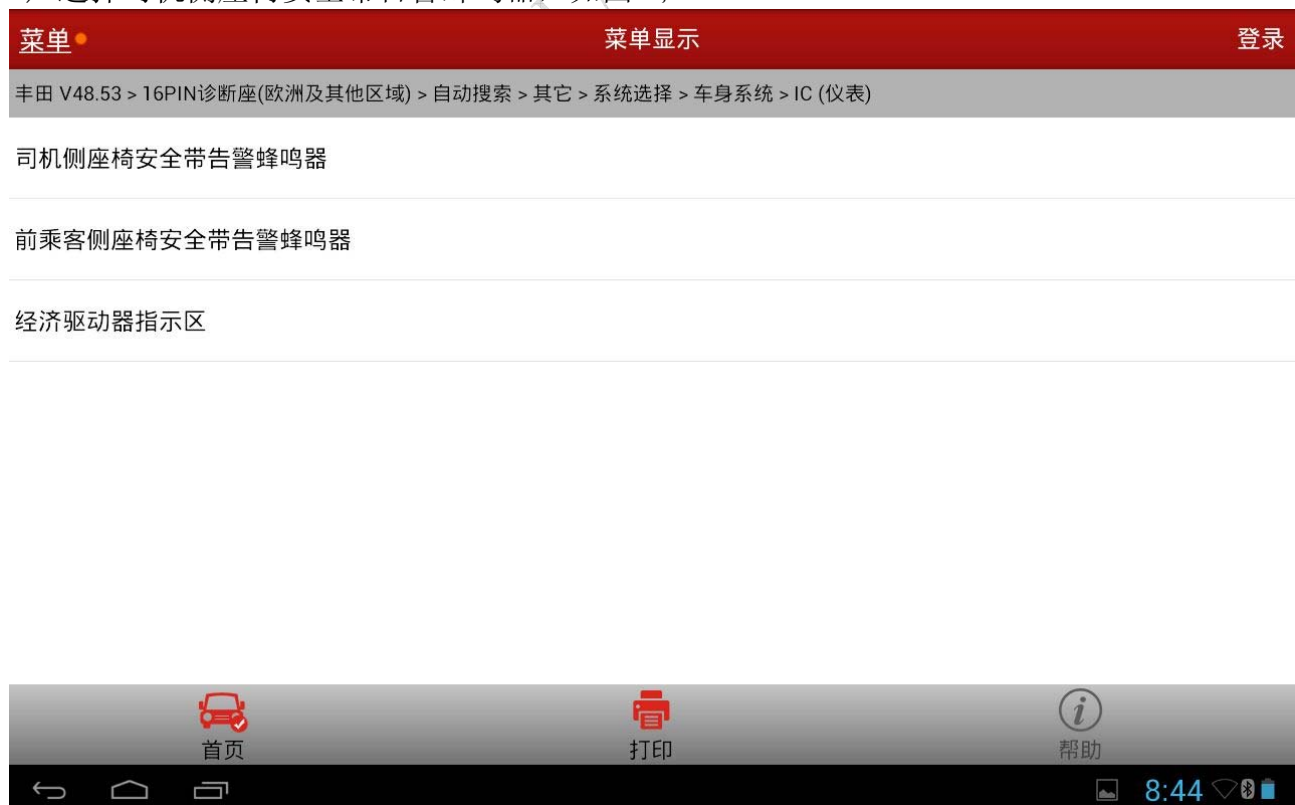 菜单
菜单显示
登录
丰田 V48.53 > 16PIN诊断座(欧洲及其他区域) > 自动搜索 > 其它 > 系统选择 > 车身系统 > IC (仪表)
司机侧座椅安全带告警蜂鸣器
前乘客侧座椅安全带告警蜂鸣器
经济驱动器指示区
首页
打印
帮助
8:44